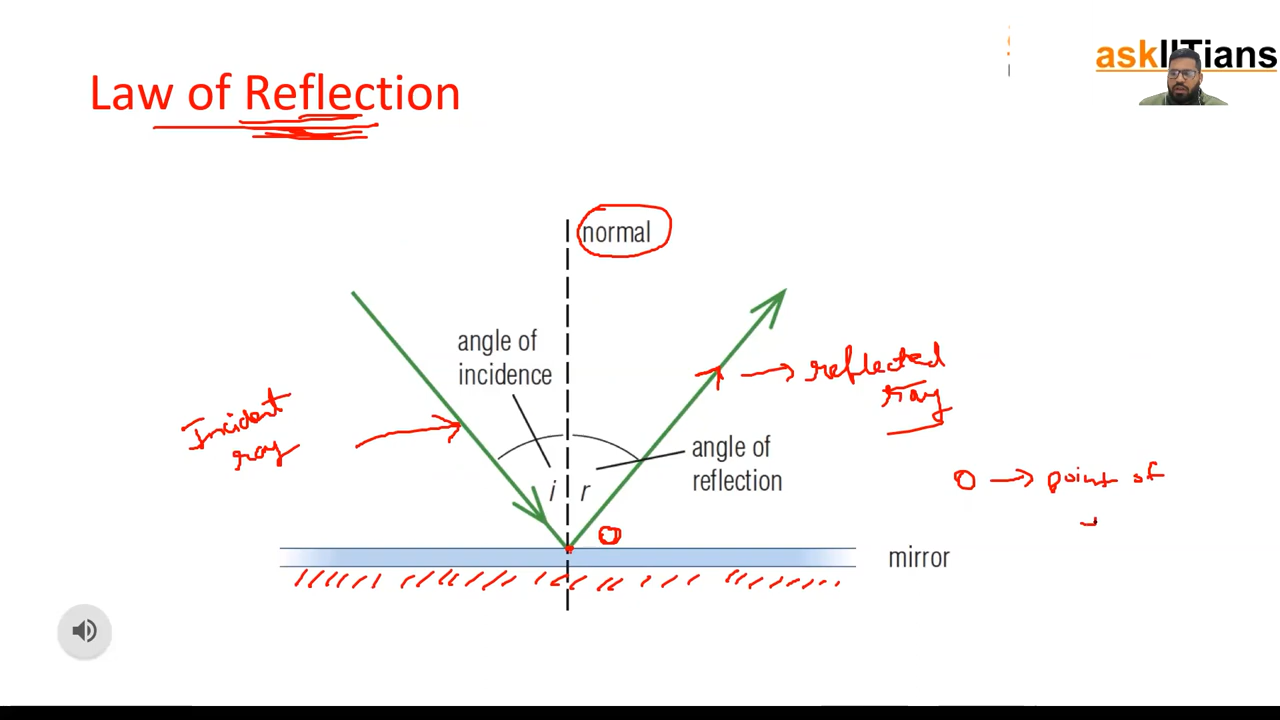 askIITians
Law of Reflection
normal
angle of
incidence
reflected
ray
Incident
ray
angle of
reflection
i
r
O → point of
O
mirror